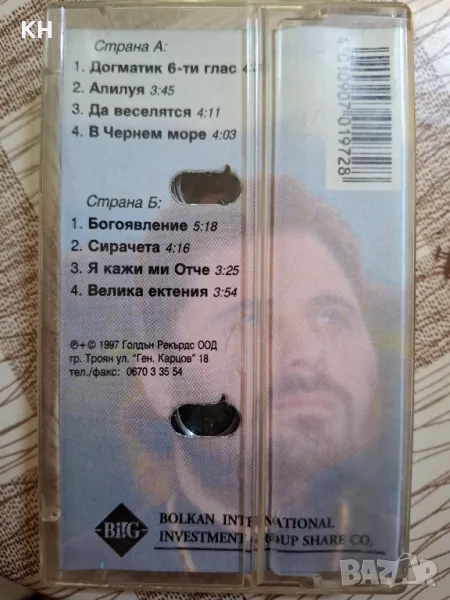 KH
Страна А:
1. Догматик 6-ти глас
2. Алилуя 3:45
3. Да веселятся 4:11
4. В Чернем море 4:03
Страна Б:
1. Богоявление 5:18
2. Сирачета 4:16
3. Я кажи ми Отче 3:25
4. Велика ектения 3:54
℗+© 1997 Голдън Рекърдс ООД
гр. Троян ул. "Ген. Карцов" 18
тел./факс: 0670 3 35 54
BIIG
BOLKAN INTERNATIONAL
INVESTMENT GROUP SHARE CO.
BAZAR